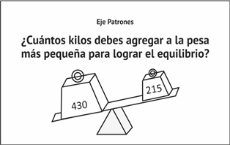 Eje Patrones
¿Cuántos kilos debes agregar a la pesa
más pequeña para lograr el equilibrio?
430
215